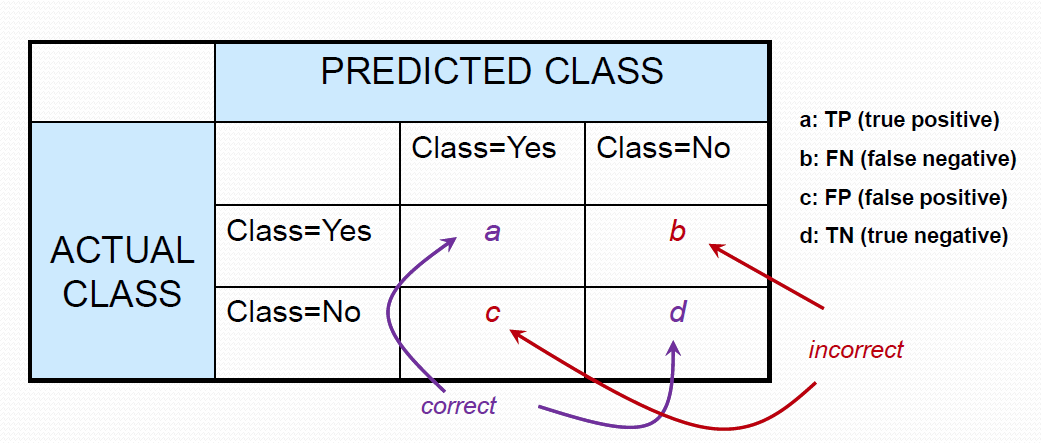 PREDICTED CLASS
Class=Yes Class=No
ACTUAL CLASS
Class=Yes a b
Class=No c d
a: TP (true positive)
b: FN (false negative)
c: FP (false positive)
d: TN (true negative)
correct
incorrect